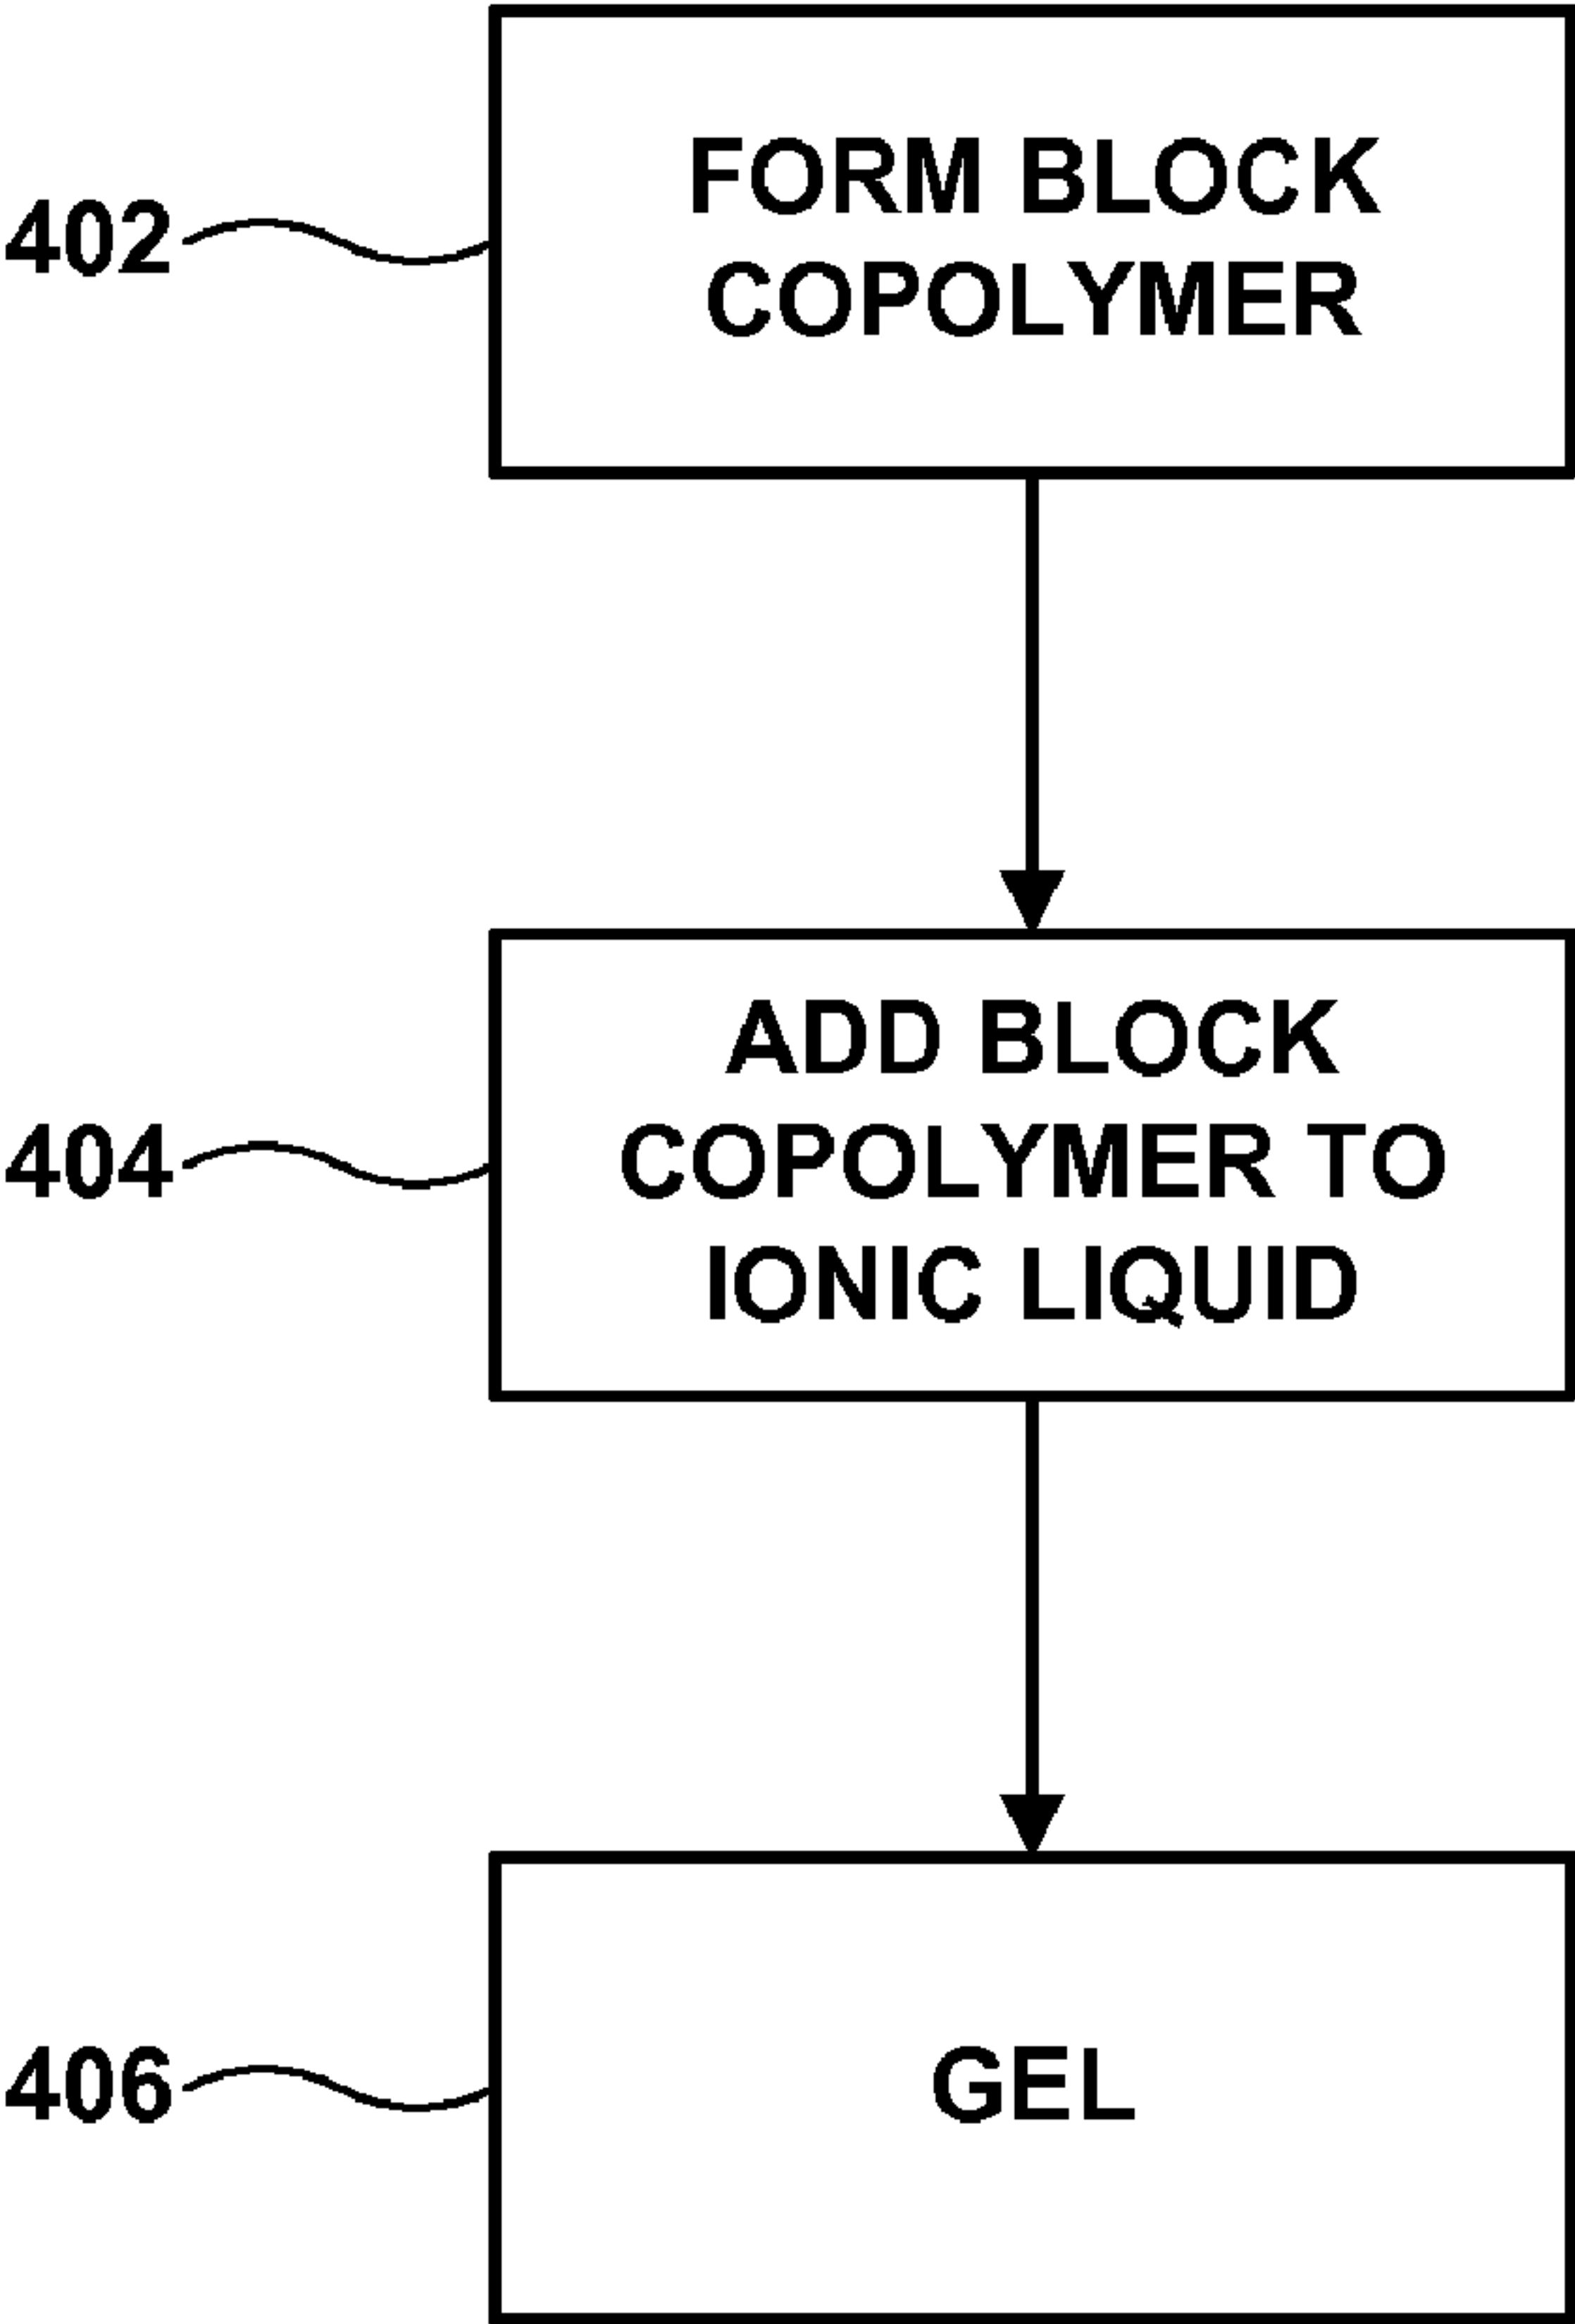 FORM BLOCK
402
COPOLYMER
ADD BLOCK
404 COPOLYMER TO
IONIC LIQUID
406 GEL